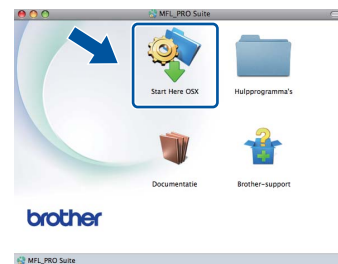 MFL_PRO Suite
Start Here OSX
Hulpprogramma's
Documentatie
Brother-support
brother
MFL_PRO Suite